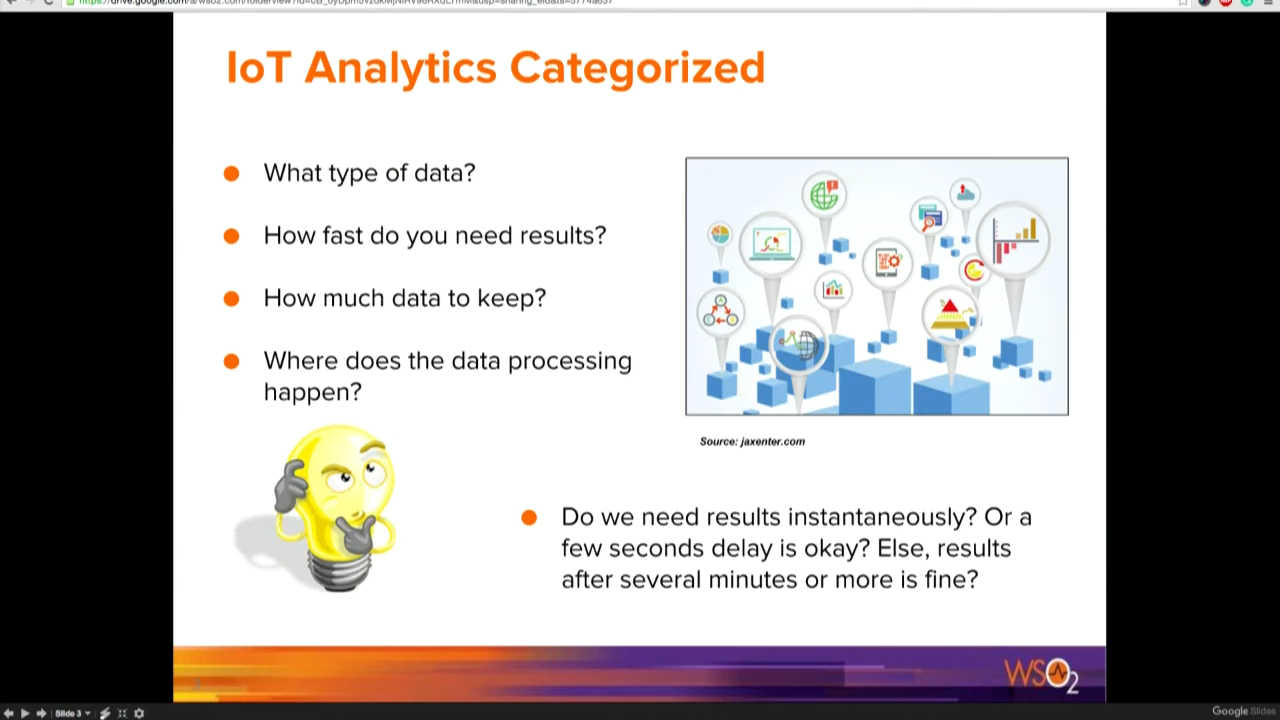 IoT Analytics Categorized
What type of data?
How fast do you need results?
How much data to keep?
Where does the data processing
happen?
Source: jaxenter.com
Do we need results instantaneously? Or a
few seconds delay is okay? Else, results
after several minutes or more is fine?
WSO2
Slide 3
Google Slides